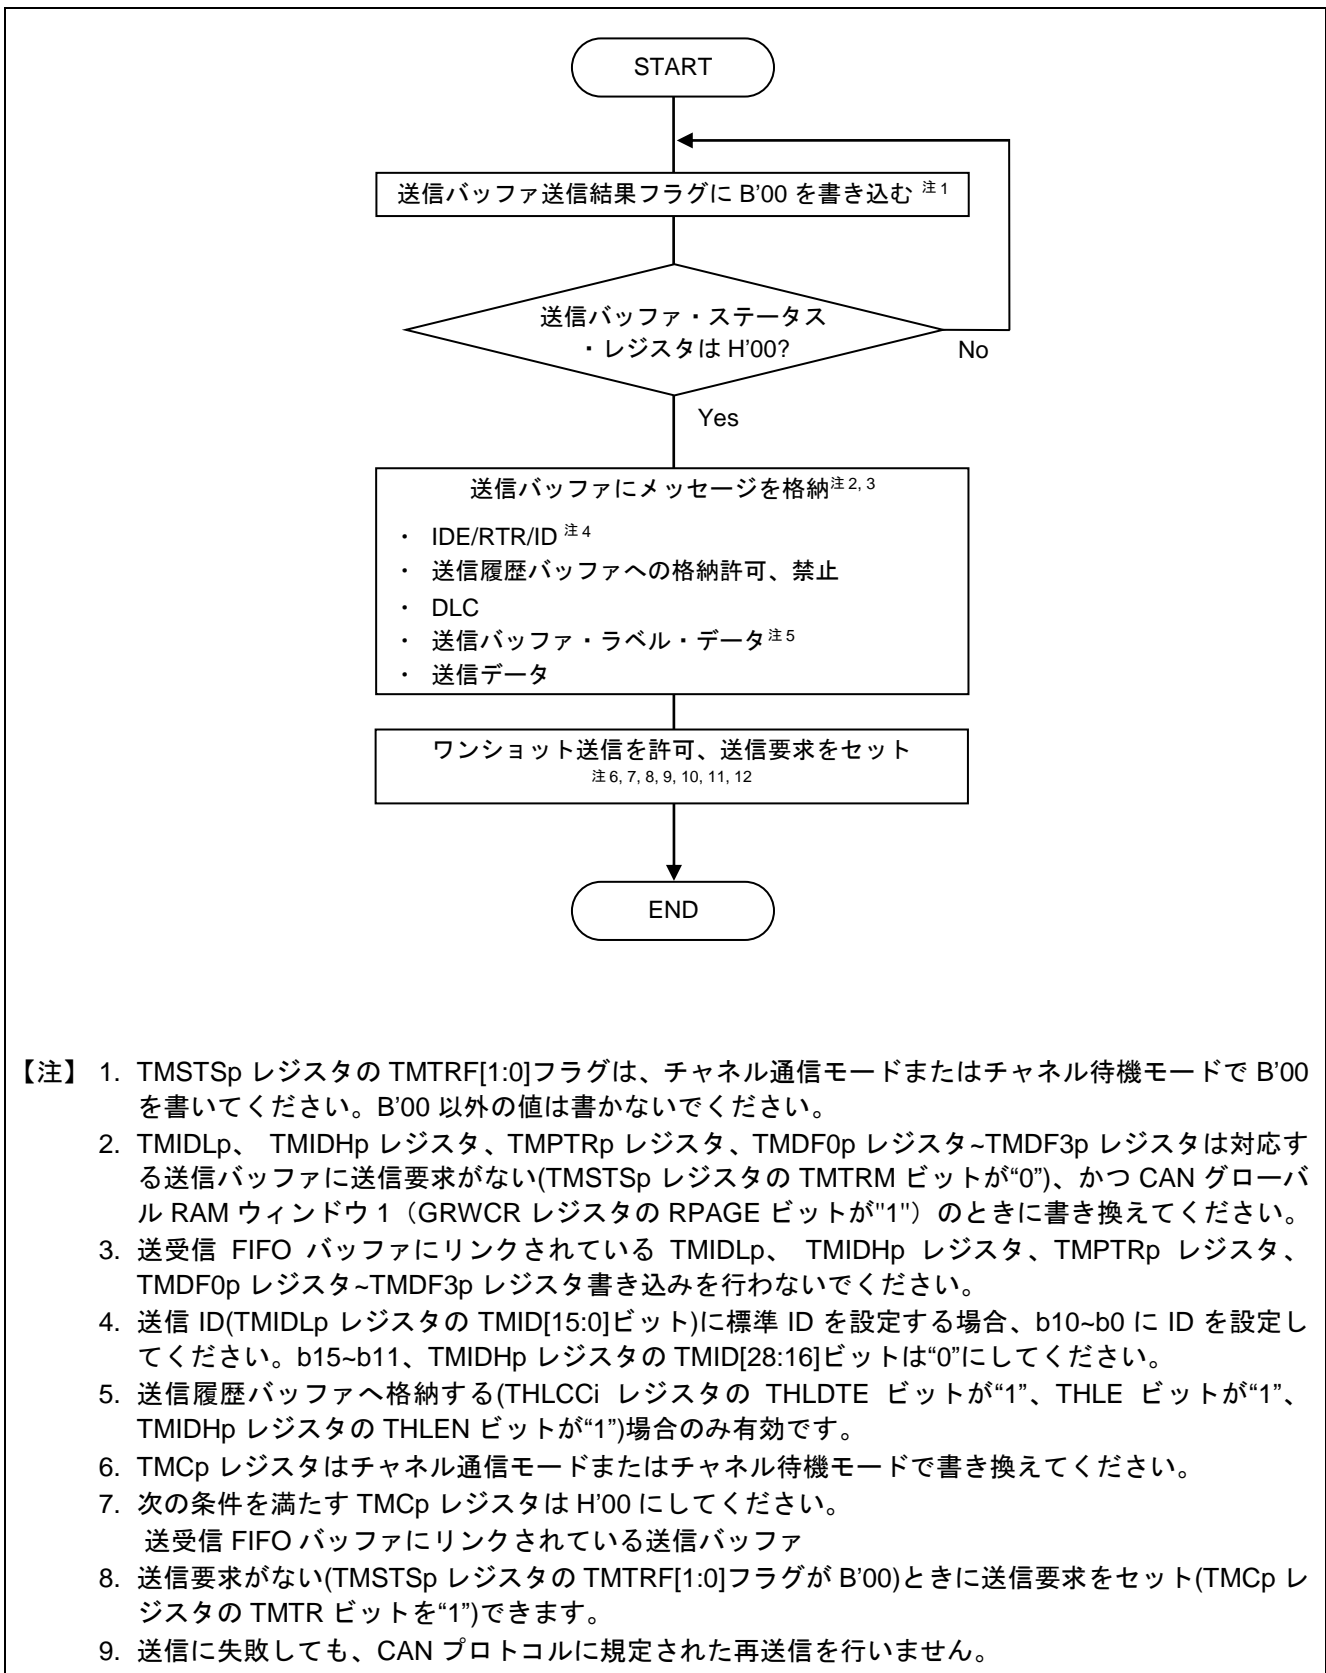 START
送信バッファ送信結果フラグに B’00 を書き込む 注1
送信バッファ・ステータス
・レジスタは H’00?
No
Yes
送信バッファにメッセージを格納注2, 3
・ IDE/RTR/ID 注4
・ 送信履歴バッファへの格納許可、禁止
・ DLC
・ 送信バッファ・ラベル・データ注5
・ 送信データ
ワンショット送信を許可、送信要求をセット
注6, 7, 8, 9, 10, 11, 12
END
【注】 1. TMSTSp レジスタの TMTRF[1:0]フラグは、チャネル通信モードまたはチャネル待機モードで B’00
を書いてください。B’00 以外の値は書かないでください。
2. TMIDLp、 TMIDHp レジスタ、TMPTRp レジスタ、TMDF0p レジスタ~TMDF3p レジスタは対応す
る送信バッファに送信要求がない(TMSTSp レジスタの TMTRM ビットが“0”)、かつ CAN グローバ
ル RAM ウィンドウ 1（GRWCR レジスタの RPAGE ビットが"1"）のときに書き換えてください。
3. 送受信 FIFO バッファにリンクされている TMIDLp、 TMIDHp レジスタ、TMPTRp レジスタ、
TMDF0p レジスタ~TMDF3p レジスタ書き込みを行わないでください。
4. 送信 ID(TMIDLp レジスタの TMID[15:0]ビット)に標準 ID を設定する場合、b10~b0 に ID を設定し
てください。b15~b11、TMIDHp レジスタの TMID[28:16]ビットは“0”にしてください。
5. 送信履歴バッファへ格納する(THLCCi レジスタの THLDTE ビットが“1”、THLE ビットが“1”、
TMIDHp レジスタの THLEN ビットが“1”)場合のみ有効です。
6. TMCp レジスタはチャネル通信モードまたはチャネル待機モードで書き換えてください。
7. 次の条件を満たす TMCp レジスタは H’00 にしてください。
送受信 FIFO バッファにリンクされている送信バッファ
8. 送信要求がない(TMSTSp レジスタの TMTRF[1:0]フラグが B’00)ときに送信要求をセット(TMCp レ
ジスタの TMTR ビットを“1”)できます。
9. 送信に失敗しても、CAN プロトコルに規定された再送信を行いません。